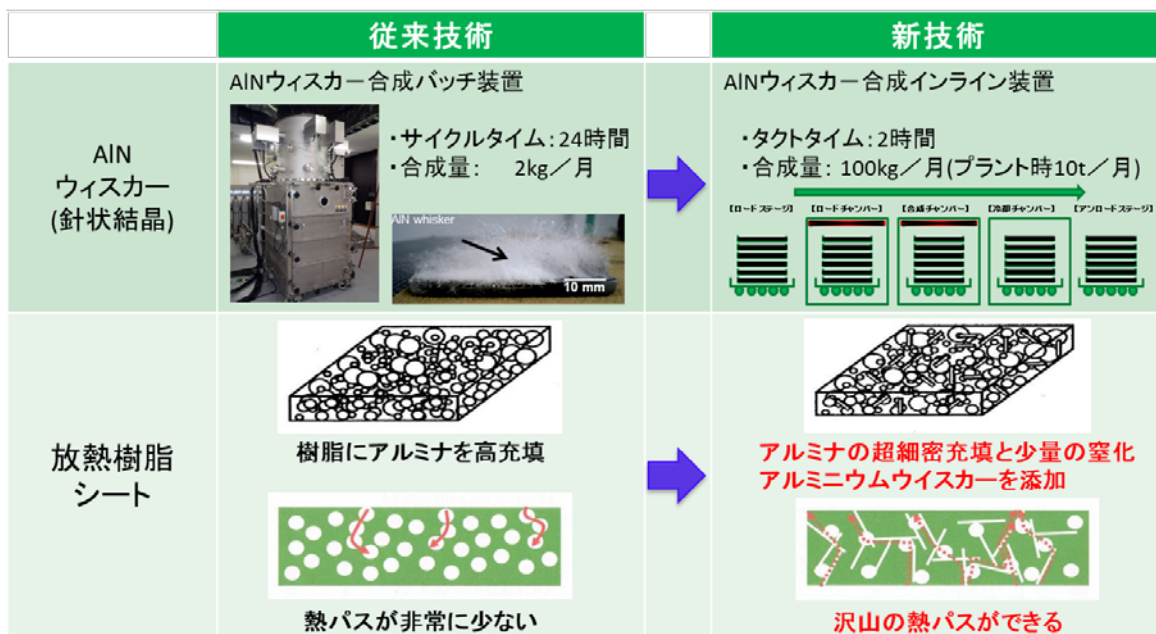 従来技術
新技術
AlN
ウィスカー
(針状結晶)
AlNウィスカー合成バッチ装置
・サイクルタイム:24時間
・合成量: 2kg/月
AlN whisker
10 mm
AlNウィスカー合成インライン装置
・タクトタイム:2時間
・合成量:100kg/月(プラント時10t/月)
【ロードステージ】 【ロードチャンバー】 【合成チャンバー】 【冷却チャンバー】 【アンロードステージ】
放熱樹脂
シート
樹脂にアルミナを高充填
熱パスが非常に少ない
アルミナの超細密充填と少量の窒化
アルミニウムウイスカーを添加
沢山の熱パスができる